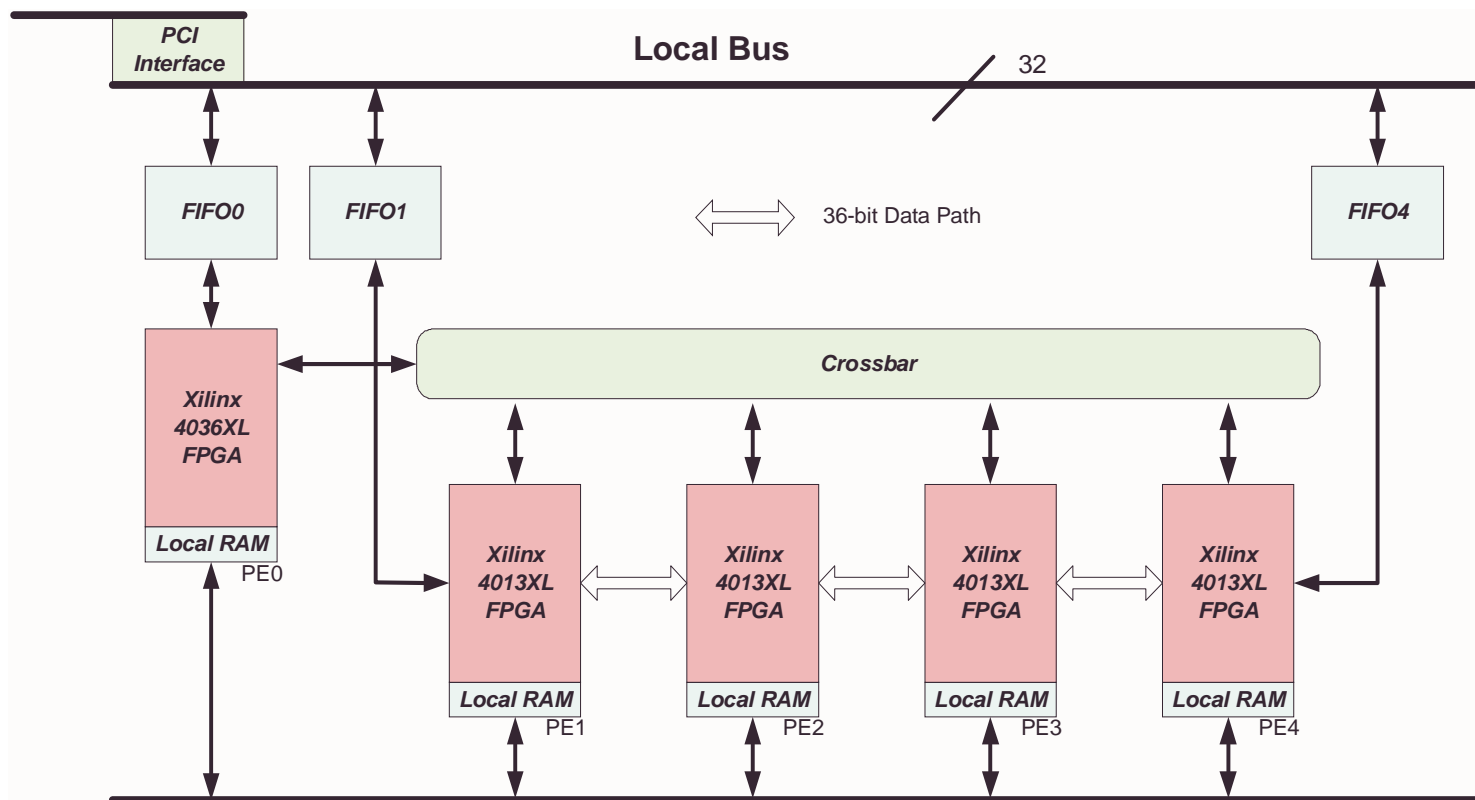 PCI
Interface
Local Bus
32
FIFO0
FIFO1
36-bit Data Path
FIFO4
Crossbar
Xilinx
4036XL
FPGA
Local RAM
PE0
Xilinx
4013XL
FPGA
Local RAM
PE1
Xilinx
4013XL
FPGA
Local RAM
PE2
Xilinx
4013XL
FPGA
Local RAM
PE3
Xilinx
4013XL
FPGA
Local RAM
PE4